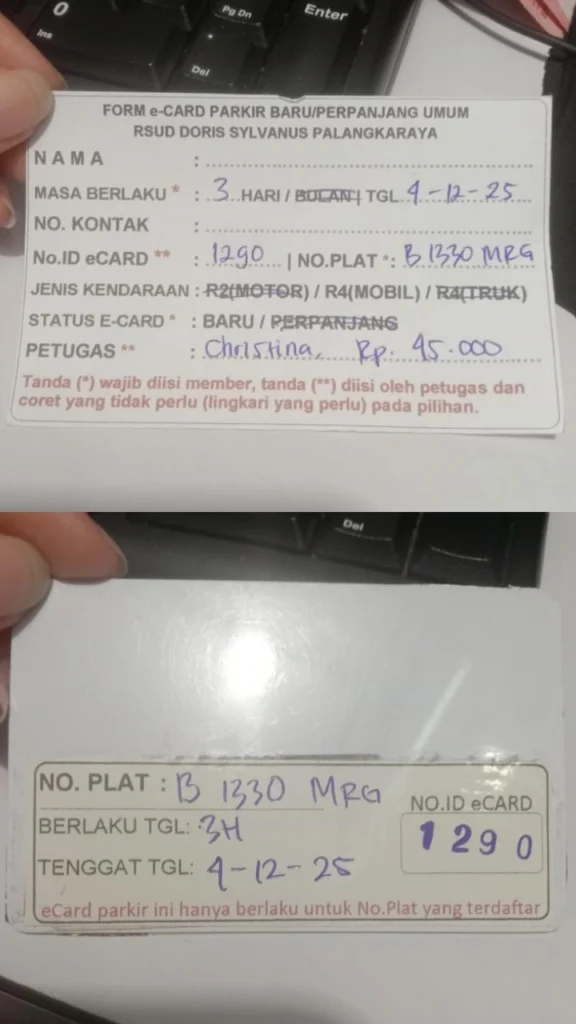 0
Ins
Pg Dn
Enter
Del
FORM e-CARD PARKIR BARU/PERPANJANG UMUM
RSUD DORIS SYLVANUS PALANGKARAYA
NAMA :
MASA BERLAKU * : 3 HARI / BULAN | TGL. 4-12-25
NO. KONTAK :
No.ID eCARD ** : 1290 | NO.PLAT *: B 1330 MRG
JENIS KENDARAAN : R2(MOTOR) / R4(MOBIL) / R4(TRUK)
STATUS E-CARD * : BARU / PERPANJANG
PETUGAS ** : Christina, Rp. 45.000
Tanda (*) wajib diisi member, tanda (**) diisi oleh petugas dan
coret yang tidak perlu (lingkari yang perlu) pada pilihan.
Del
NO. PLAT : B 1330 MRG
NO.ID eCARD
BERLAKU TGL: 3H
1290
TENGGAT TGL: 4-12-25
eCard parkir ini hanya berlaku untuk No.Plat yang terdaftar